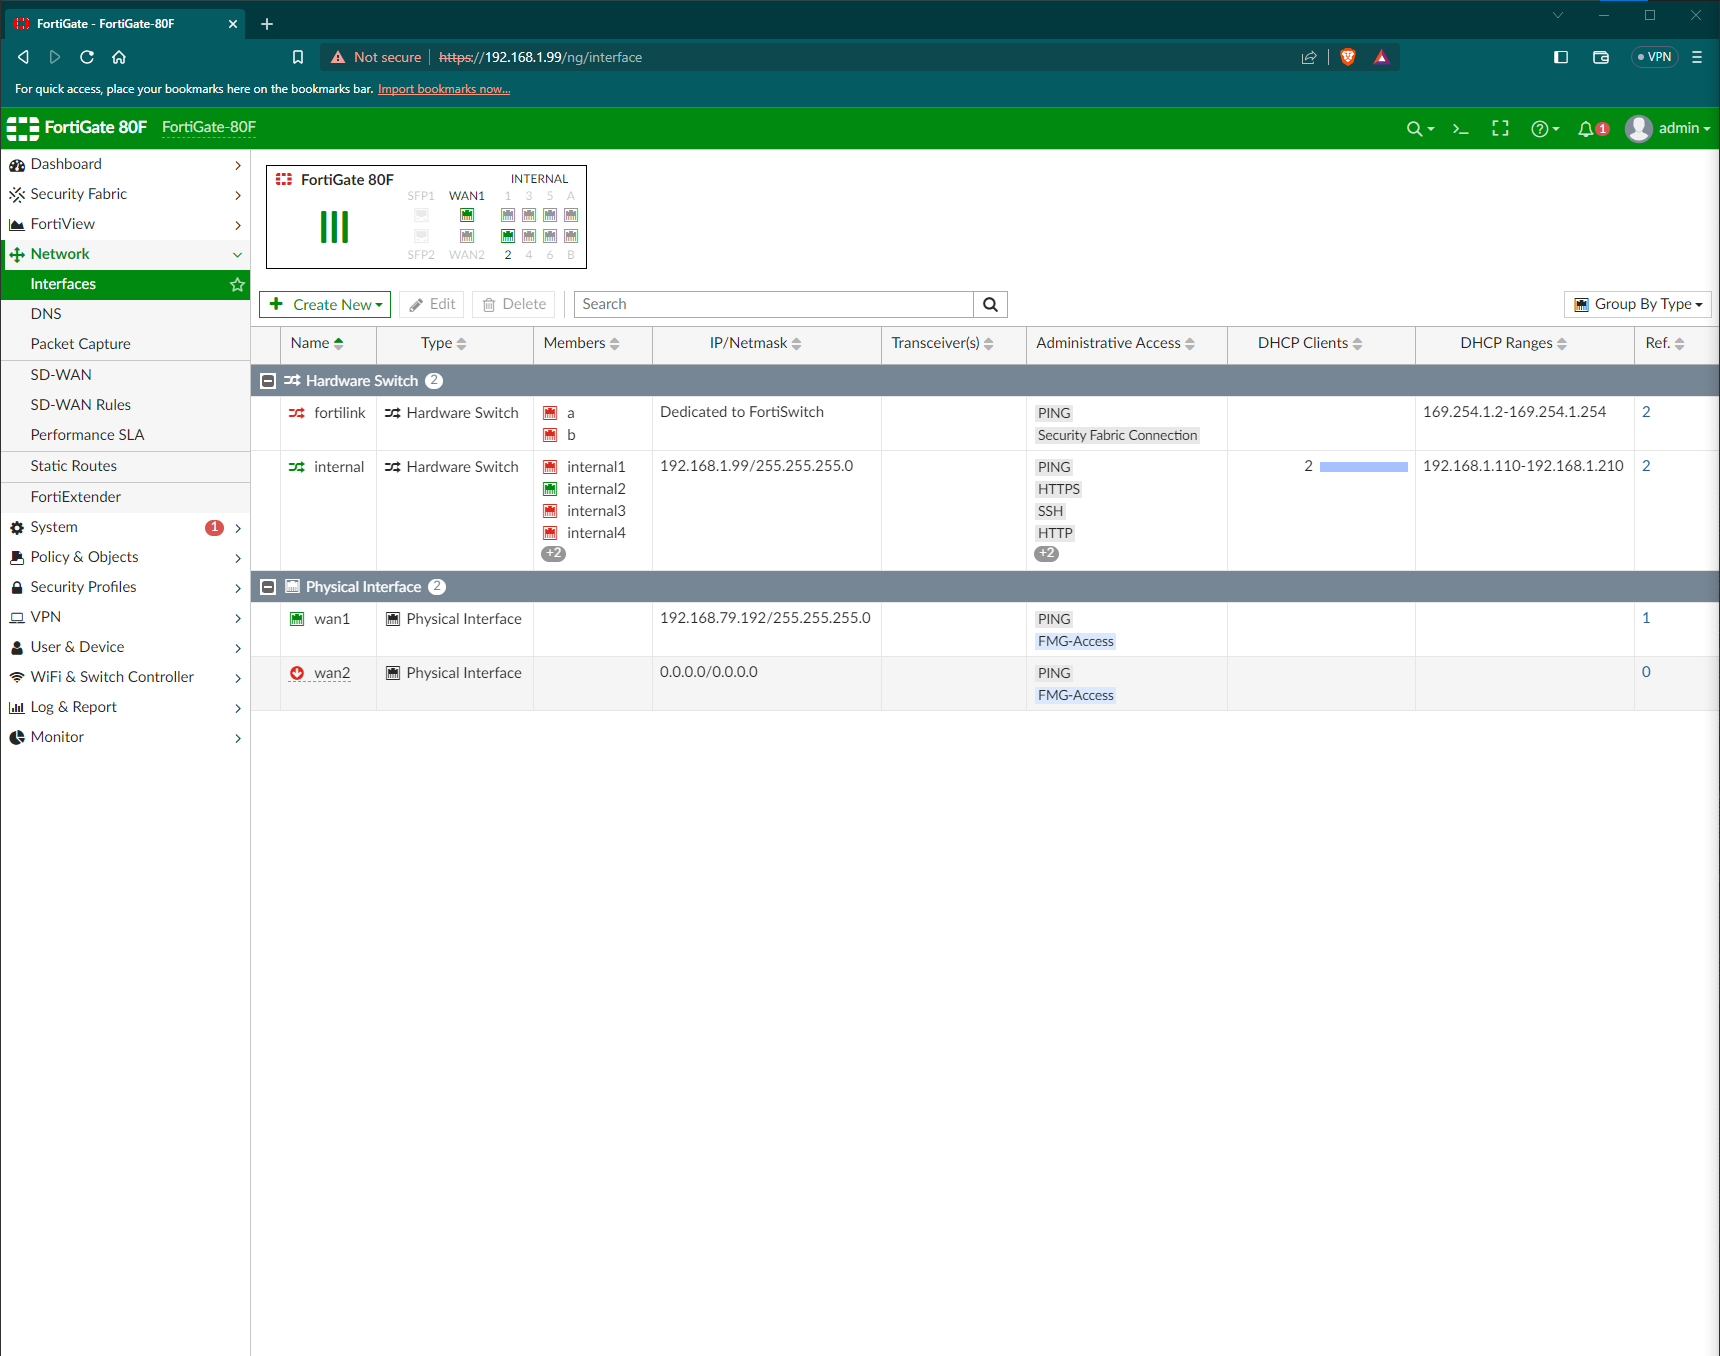 FortiGate - FortiGate-80F
Not secure https://192.168.1.99/ng/interface
VPN
For quick access, place your bookmarks here on the bookmarks bar. Import bookmarks now...
FortiGate 80F FortiGate-80F
1 admin
Dashboard
Security Fabric
FortiView
Network
Interfaces
DNS
Packet Capture
SD-WAN
SD-WAN Rules
Performance SLA
Static Routes
FortiExtender
System 1
Policy & Objects
Security Profiles
VPN
User & Device
WiFi & Switch Controller
Log & Report
Monitor
FortiGate 80F INTERNAL
SFP1 WAN1 1 3 5 A
SFP2 WAN2 2 4 6 B
Create New Edit Delete Search Group By Type
Name Type Members IP/Netmask Transceiver(s) Administrative Access DHCP Clients DHCP Ranges Ref.
Hardware Switch 2
fortilink Hardware Switch a Dedicated to FortiSwitch PING 169.254.1.2-169.254.1.254 2
b Security Fabric Connection
internal Hardware Switch internal1 192.168.1.99/255.255.255.0 PING 2 192.168.1.110-192.168.1.210 2
internal2 HTTPS
internal3 SSH
internal4 HTTP
+2 +2
Physical Interface 2
wan1 Physical Interface 192.168.79.192/255.255.255.0 PING 1
FMG-Access
wan2 Physical Interface 0.0.0.0/0.0.0.0 PING 0
FMG-Access